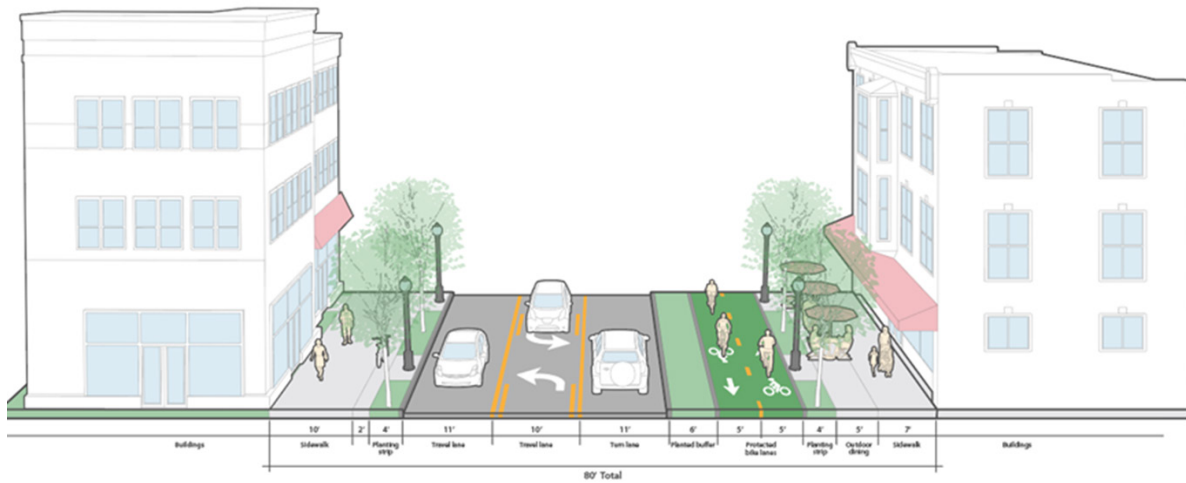 10' 2' 4' 11' 10' 11' 6' 5' 5' 4' 5' 7'
Buildings Sidewalk Planting strip Travel lane Travel lane Turn lane Planted buffer Protected bike lanes Planting strip Outdoor dining Sidewalk Buildings
80' Total